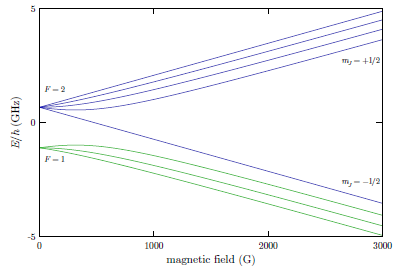 5
F = 2
m_J = +1/2
E/h (GHz)
0
F = 1
m_J = −1/2
-5
0 1000 2000 3000
magnetic field (G)